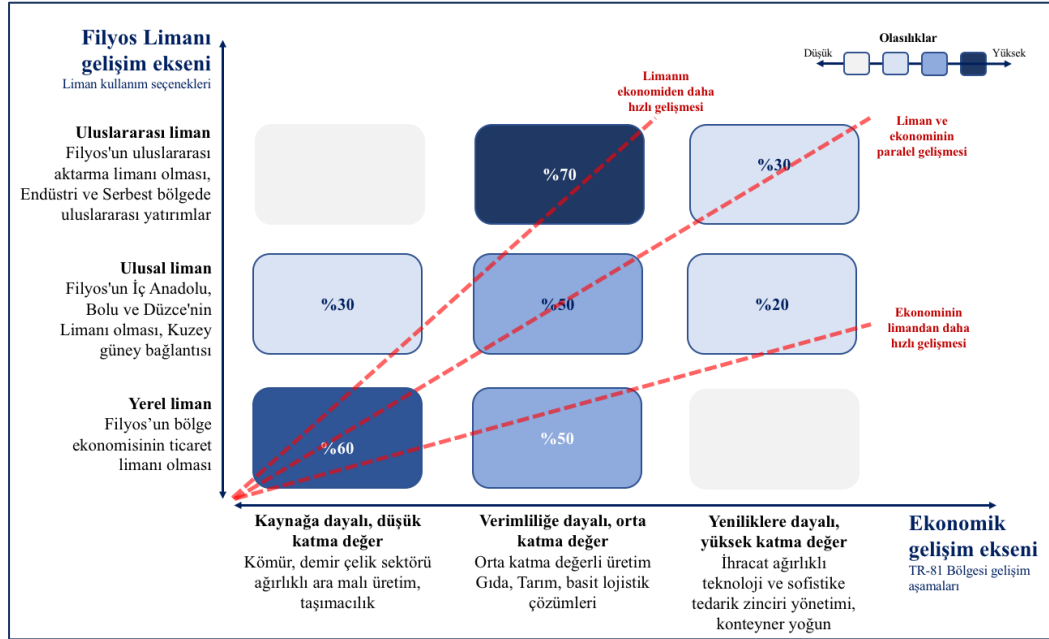 Filyos Limanı
gelişim ekseni
Liman kullanım seçenekleri
Olasılıklar
Düşük
Yüksek
Limanın
ekonomiden daha
hızlı gelişmesi
Liman ve
ekonominin
paralel gelişmesi
Uluslararası liman
Filyos'un uluslararası
aktarma limanı olması,
Endüstri ve Serbest bölgede
uluslararası yatırımlar
%70
%30
Ulusal liman
Filyos'un İç Anadolu,
Bolu ve Düzce'nin
Limanı olması, Kuzey
güney bağlantısı
%30
%50
%20
Ekonominin
limandan daha
hızlı gelişmesi
Yerel liman
Filyos’un bölge
ekonomisinin ticaret
limanı olması
%60
%50
Kaynağa dayalı, düşük
katma değer
Kömür, demir çelik sektörü
ağırlıklı ara malı üretim,
taşımacılık
Verimliliğe dayalı, orta
katma değer
Orta katma değerli üretim
Gıda, Tarım, basit lojistik
çözümleri
Yeniliklere dayalı,
yüksek katma değer
İhracat ağırlıklı
teknoloji ve sofistike
tedarik zinciri yönetimi,
konteyner yoğun
Ekonomik
gelişim ekseni
TR-81 Bölgesi gelişim
aşamaları